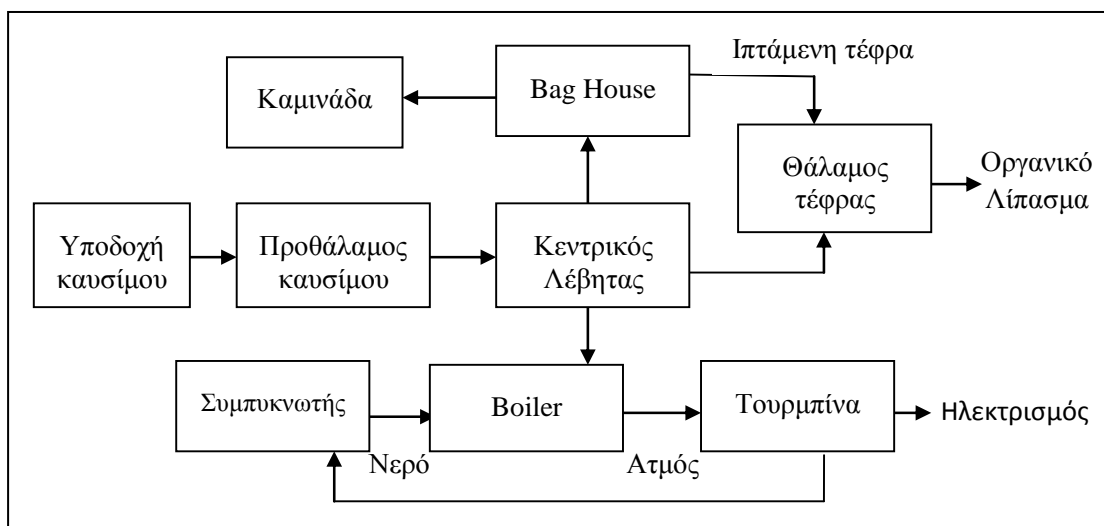 Ιπτάμενη τέφρα
Καμινάδα
Bag House
Θάλαμος
τέφρας
Οργανικό
Λίπασμα
Υποδοχή
καυσίμου
Προθάλαμος
καυσίμου
Κεντρικός
Λέβητας
Συμπυκνωτής
Boiler
Τουρμπίνα
Ηλεκτρισμός
Νερό
Ατμός